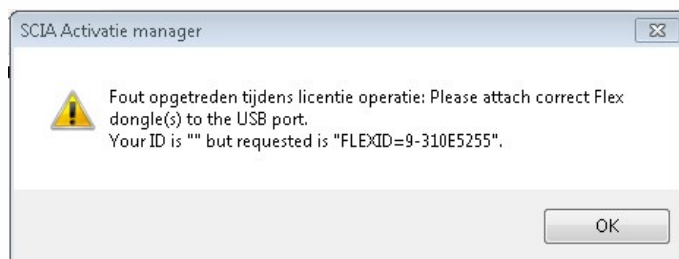 SCIA Activatie manager
Fout opgetreden tijdens licentie operatie: Please attach correct Flex
dongle(s) to the USB port.
Your ID is "" but requested is "FLEXID=9-310E5255".
OK